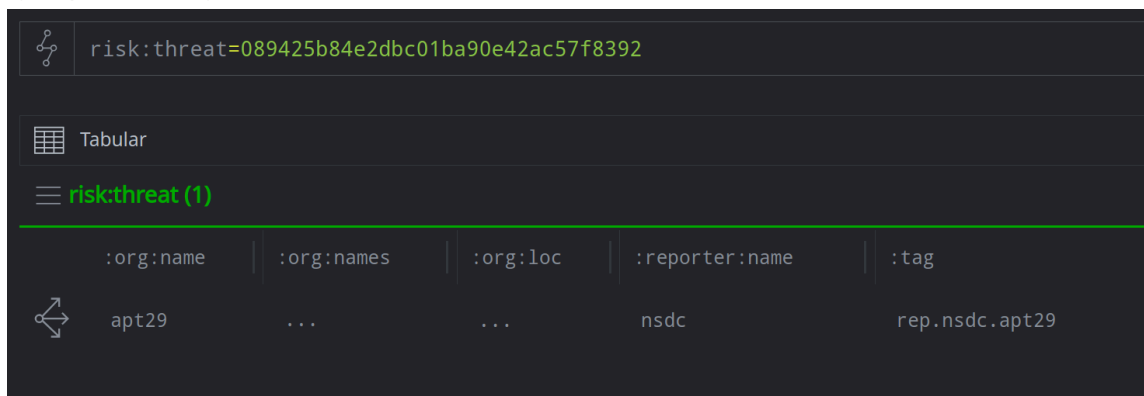 risk:threat=089425b84e2dbc01ba90e42ac57f8392
Tabular
risk:threat (1)
:org:name :org:names :org:loc :reporter:name :tag
apt29 ... ... nsdc rep.nsdc.apt29